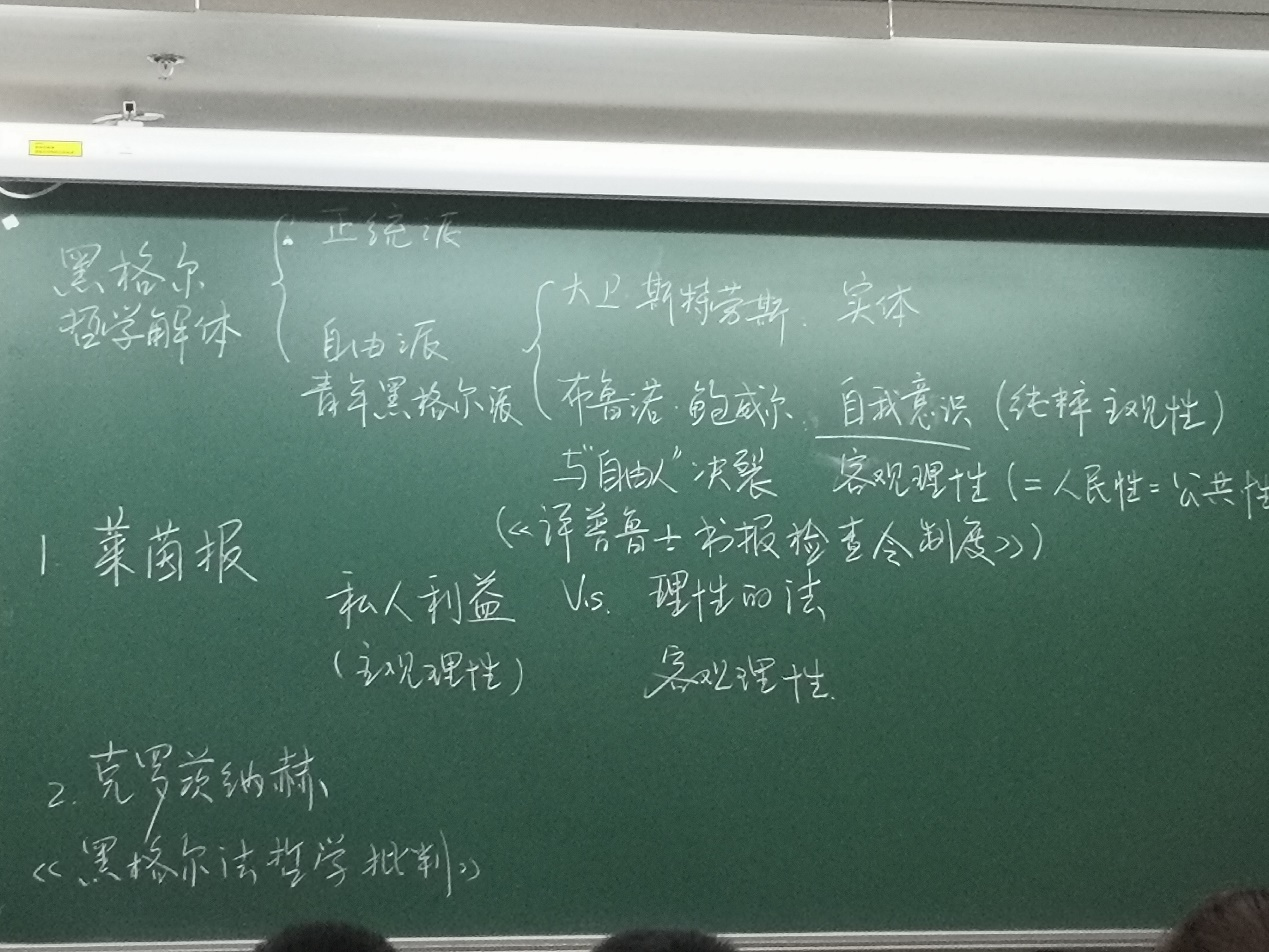 黑格尔
哲学解体
正统派
自由派
青年黑格尔派
大卫·斯特劳斯. 实体
布鲁诺·鲍威尔. 自我意识 (纯粹主观性)
与"自由人"决裂 客观理性 (=人民性=公共性
(《评普鲁士书报检查令制度》)
1. 莱茵报
私人利益 Vs. 理性的法
(主观理性) 客观理性.
2. 克罗茨纳赫
《黑格尔法哲学批判》